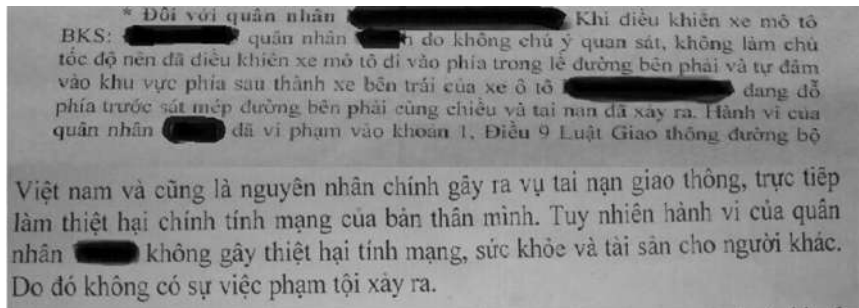 * Đối với quân nhân Khi điều khiển xe mô tô
BKS: quân nhân do không chú ý quan sát, không làm chủ
tốc độ nên đã điều khiển xe mô tô đi vào phía trong lề đường bên phải và tự đâm
vào khu vực phía sau thành xe bên trái của xe ô tô đang đỗ
phía trước sát mép đường bên phải cùng chiều và tai nạn đã xảy ra. Hành vi của
quân nhân đã vi phạm vào khoản 1, Điều 9 Luật Giao thông đường bộ
Việt nam và cũng là nguyên nhân chính gây ra vụ tai nạn giao thông, trực tiếp
làm thiệt hại chính tính mạng của bản thân mình. Tuy nhiên hành vi của quân
nhân không gây thiệt hại tính mạng, sức khỏe và tài sản cho người khác.
Do đó không có sự việc phạm tội xảy ra.